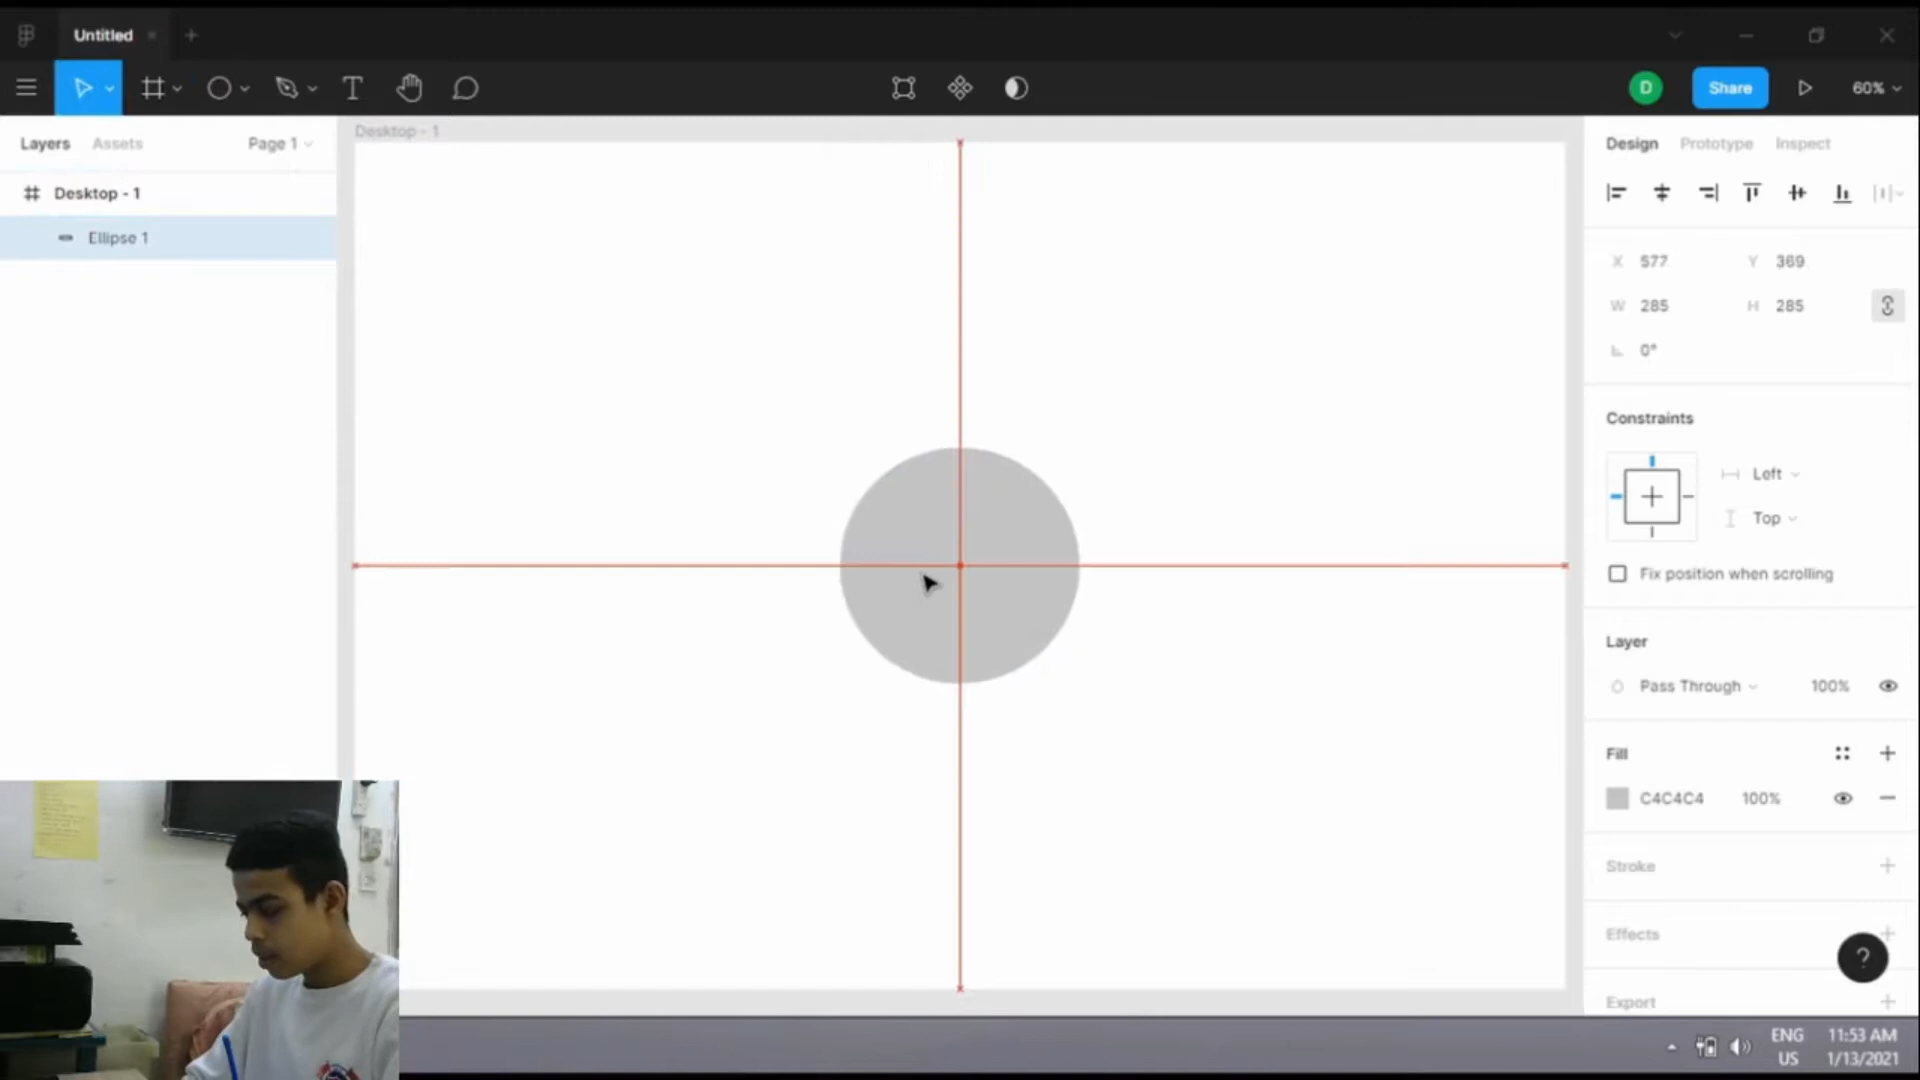 Untitled
T
D
Share
60%
Layers
Assets
Page 1
Desktop - 1
Ellipse 1
Desktop - 1
Design
Prototype
Inspect
X 577
Y 369
W 285
H 285
0°
Constraints
Left
Top
Fix position when scrolling
Layer
Pass Through
100%
Fill
C4C4C4
100%
Stroke
Effects
?
Export
ENG
US
11:53 AM
1/13/2021